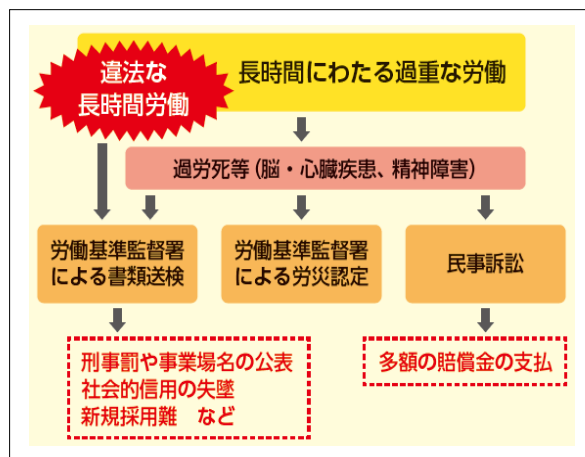 違法な
長時間労働
長時間にわたる過重な労働
過労死等（脳・心臓疾患、精神障害）
労働基準監督署
による書類送検
労働基準監督署
による労災認定
民事訴訟
刑事罰や事業場名の公表
社会的信用の失墜
新規採用難　など
多額の賠償金の支払